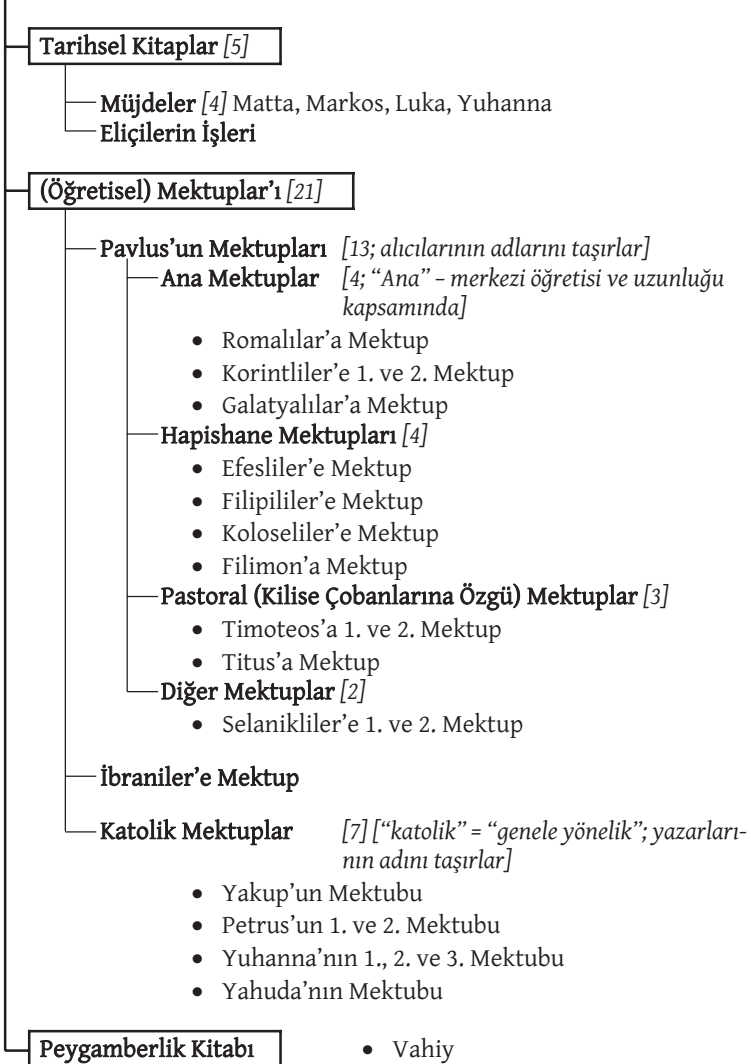 Tarihsel Kitaplar [5]
Müjdeler [4] Matta, Markos, Luka, Yuhanna
Eliçilerin İşleri
(Öğretisel) Mektuplar’ı [21]
Pavlus’un Mektupları [13; alıcılarının adlarını taşırlar]
Ana Mektuplar [4; “Ana” – merkezi öğretisi ve uzunluğu
kapsamında]
• Romalılar’a Mektup
• Korintliler’e 1. ve 2. Mektup
• Galatyalılar’a Mektup
Hapishane Mektupları [4]
• Efesliler’e Mektup
• Filipililer’e Mektup
• Koloseliler’e Mektup
• Filimon’a Mektup
Pastoral (Kilise Çobanlarına Özgü) Mektuplar [3]
• Timoteos’a 1. ve 2. Mektup
• Titus’a Mektup
Diğer Mektuplar [2]
• Selanikliler’e 1. ve 2. Mektup
İbraniler’e Mektup
Katolik Mektuplar [7] [“katolik” = “genele yönelik”; yazarları-
nın adını taşırlar]
• Yakup’un Mektubu
• Petrus’un 1. ve 2. Mektubu
• Yuhanna’nın 1., 2. ve 3. Mektubu
• Yahuda’nın Mektubu
Peygamberlik Kitabı • Vahiy